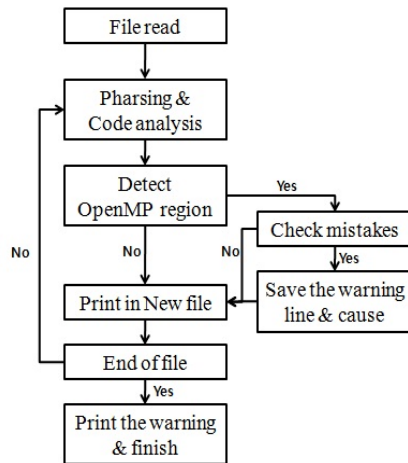 File read
Pharsing &
Code analysis
Detect
OpenMP region
Yes
Check mistakes
No
No
No
Yes
Print in New file
Save the warning
line & cause
End of file
Yes
Print the warning
& finish